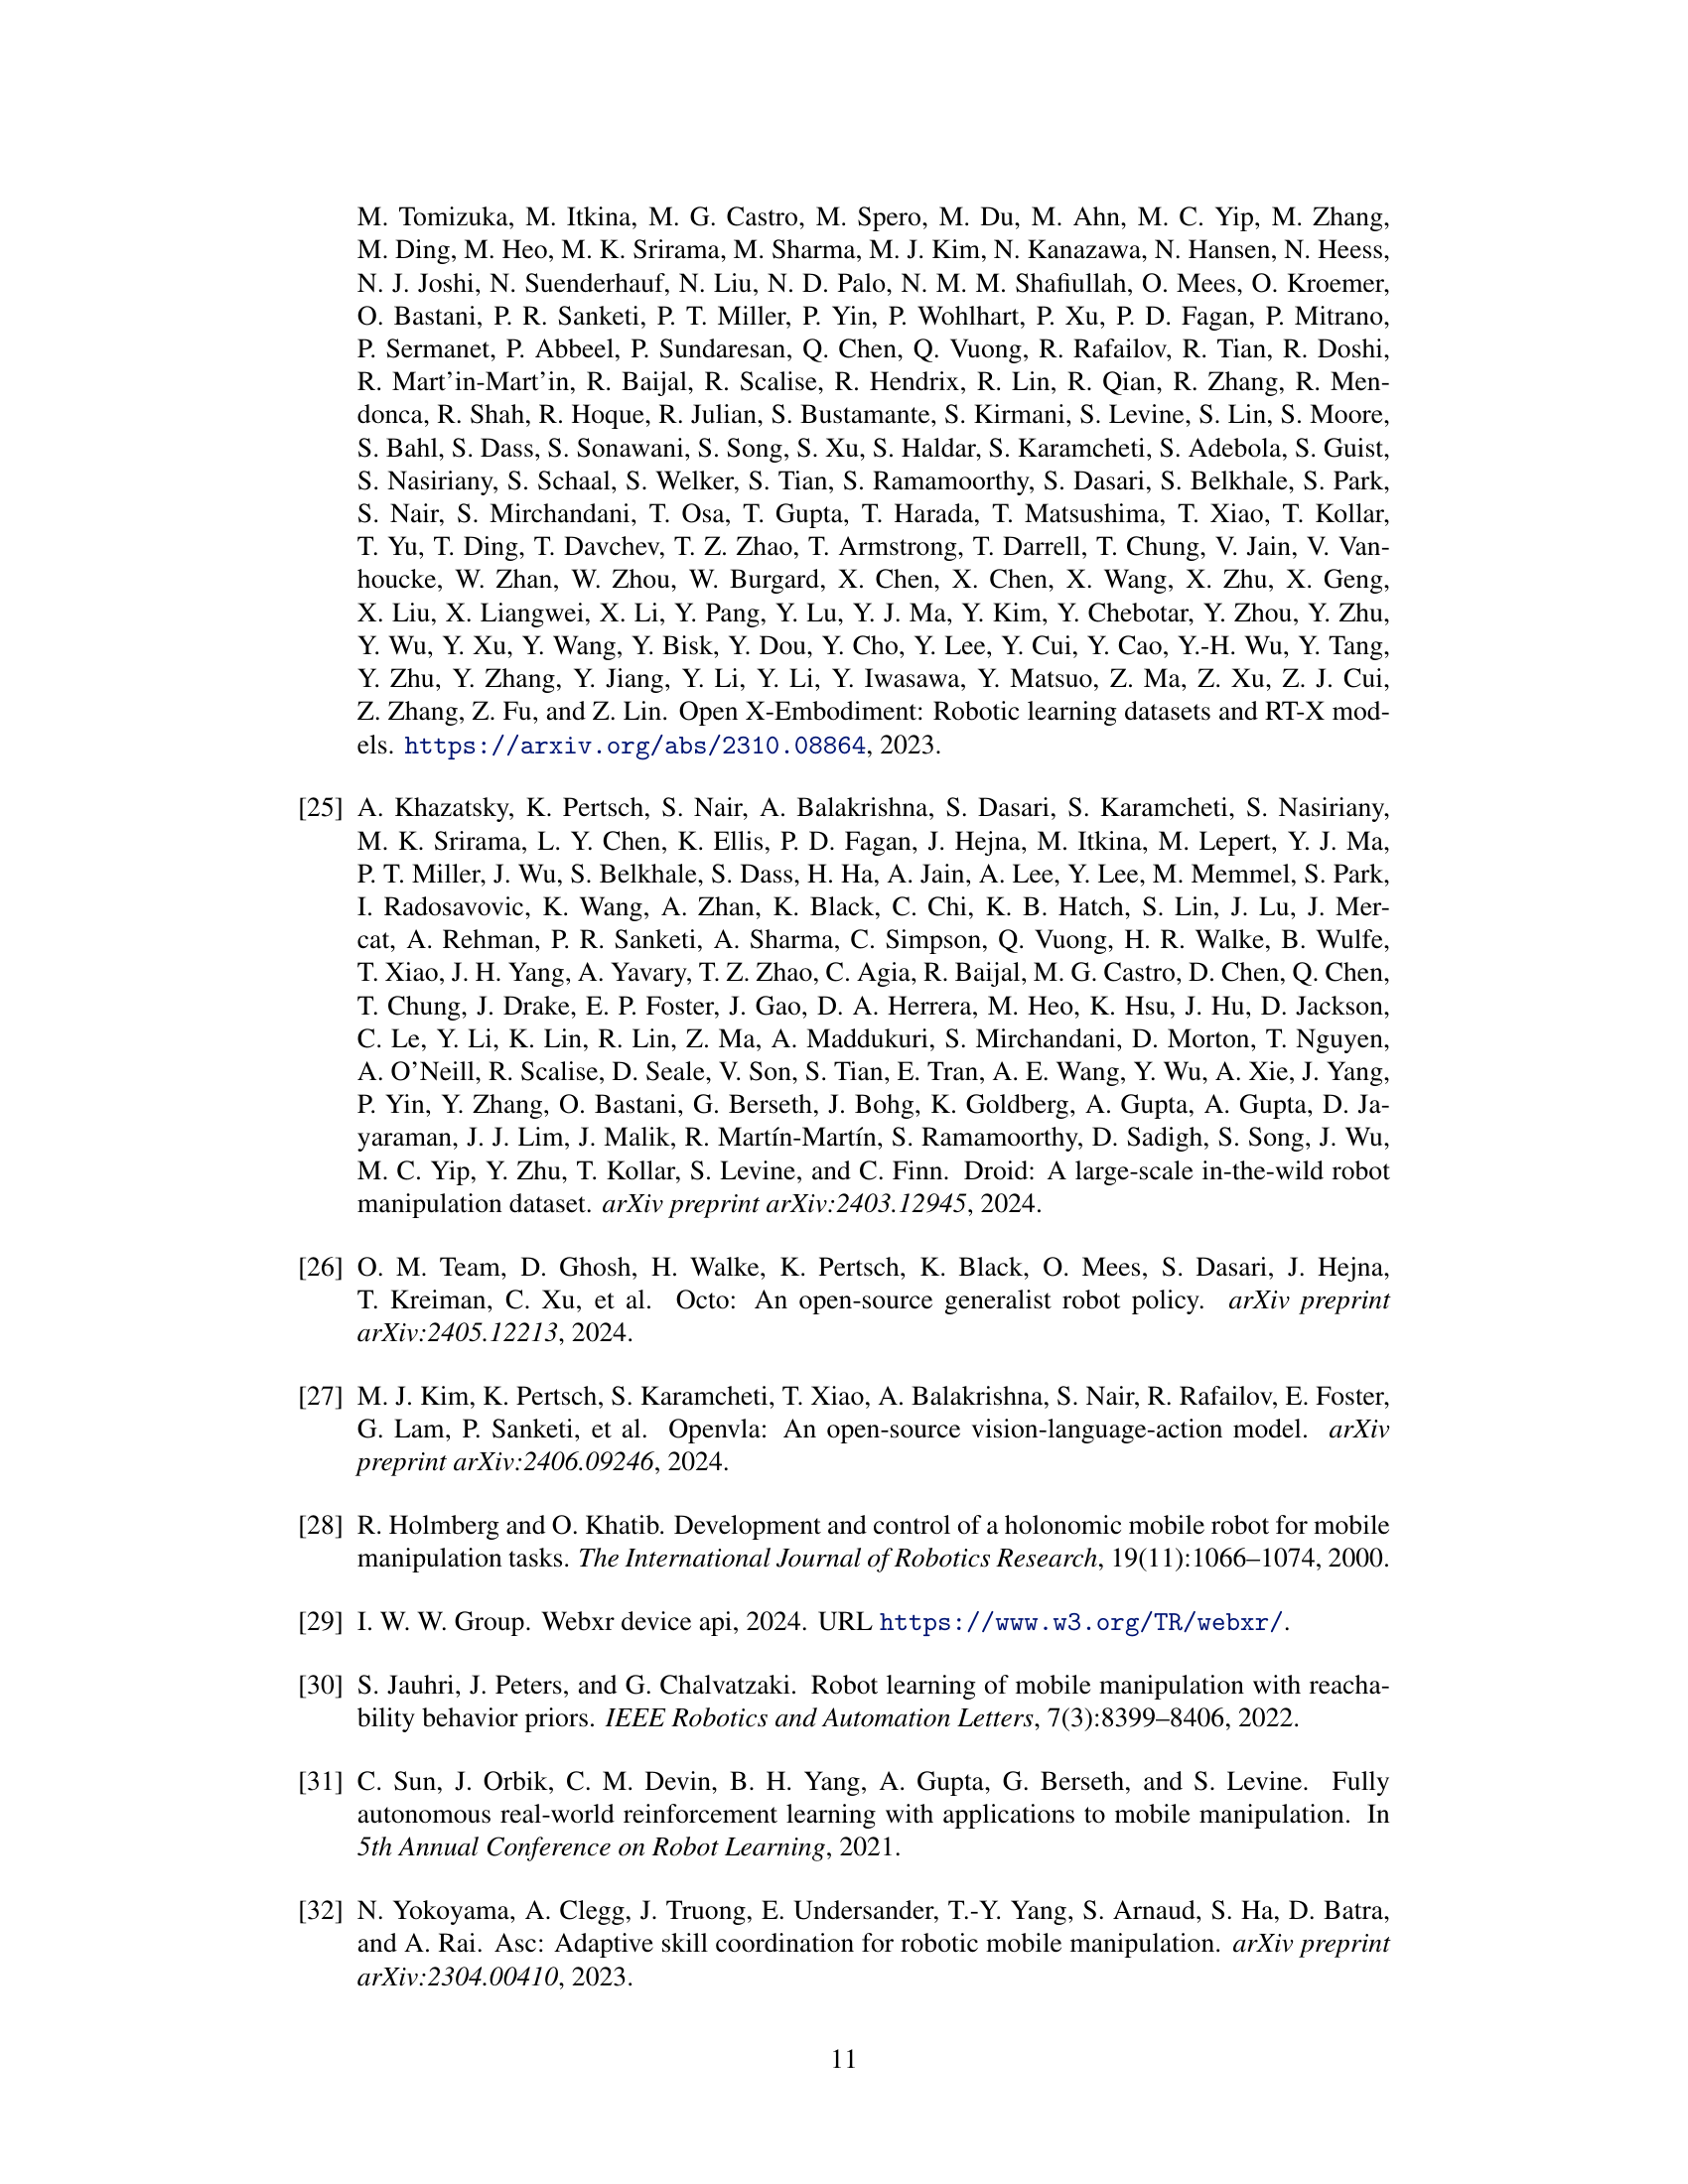 M. Tomizuka, M. Itkina, M. G. Castro, M. Spero, M. Du, M. Ahn, M. C. Yip, M. Zhang,
M. Ding, M. Heo, M. K. Srirama, M. Sharma, M. J. Kim, N. Kanazawa, N. Hansen, N. Heess,
N. J. Joshi, N. Suenderhauf, N. Liu, N. D. Palo, N. M. M. Shafiullah, O. Mees, O. Kroemer,
O. Bastani, P. R. Sanketi, P. T. Miller, P. Yin, P. Wohlhart, P. Xu, P. D. Fagan, P. Mitrano,
P. Sermanet, P. Abbeel, P. Sundaresan, Q. Chen, Q. Vuong, R. Rafailov, R. Tian, R. Doshi,
R. Mart'in-Mart'in, R. Baijal, R. Scalise, R. Hendrix, R. Lin, R. Qian, R. Zhang, R. Men-
donca, R. Shah, R. Hoque, R. Julian, S. Bustamante, S. Kirmani, S. Levine, S. Lin, S. Moore,
S. Bahl, S. Dass, S. Sonawani, S. Song, S. Xu, S. Haldar, S. Karamcheti, S. Adebola, S. Guist,
S. Nasiriany, S. Schaal, S. Welker, S. Tian, S. Ramamoorthy, S. Dasari, S. Belkhale, S. Park,
S. Nair, S. Mirchandani, T. Osa, T. Gupta, T. Harada, T. Matsushima, T. Xiao, T. Kollar,
T. Yu, T. Ding, T. Davchev, T. Z. Zhao, T. Armstrong, T. Darrell, T. Chung, V. Jain, V. Van-
houcke, W. Zhan, W. Zhou, W. Burgard, X. Chen, X. Chen, X. Wang, X. Zhu, X. Geng,
X. Liu, X. Liangwei, X. Li, Y. Pang, Y. Lu, Y. J. Ma, Y. Kim, Y. Chebotar, Y. Zhou, Y. Zhu,
Y. Wu, Y. Xu, Y. Wang, Y. Bisk, Y. Dou, Y. Cho, Y. Lee, Y. Cui, Y. Cao, Y.-H. Wu, Y. Tang,
Y. Zhu, Y. Zhang, Y. Jiang, Y. Li, Y. Li, Y. Iwasawa, Y. Matsuo, Z. Ma, Z. Xu, Z. J. Cui,
Z. Zhang, Z. Fu, and Z. Lin. Open X-Embodiment: Robotic learning datasets and RT-X mod-
els. https://arxiv.org/abs/2310.08864, 2023.
[25] A. Khazatsky, K. Pertsch, S. Nair, A. Balakrishna, S. Dasari, S. Karamcheti, S. Nasiriany,
M. K. Srirama, L. Y. Chen, K. Ellis, P. D. Fagan, J. Hejna, M. Itkina, M. Lepert, Y. J. Ma,
P. T. Miller, J. Wu, S. Belkhale, S. Dass, H. Ha, A. Jain, A. Lee, Y. Lee, M. Memmel, S. Park,
I. Radosavovic, K. Wang, A. Zhan, K. Black, C. Chi, K. B. Hatch, S. Lin, J. Lu, J. Mer-
cat, A. Rehman, P. R. Sanketi, A. Sharma, C. Simpson, Q. Vuong, H. R. Walke, B. Wulfe,
T. Xiao, J. H. Yang, A. Yavary, T. Z. Zhao, C. Agia, R. Baijal, M. G. Castro, D. Chen, Q. Chen,
T. Chung, J. Drake, E. P. Foster, J. Gao, D. A. Herrera, M. Heo, K. Hsu, J. Hu, D. Jackson,
C. Le, Y. Li, K. Lin, R. Lin, Z. Ma, A. Maddukuri, S. Mirchandani, D. Morton, T. Nguyen,
A. O'Neill, R. Scalise, D. Seale, V. Son, S. Tian, E. Tran, A. E. Wang, Y. Wu, A. Xie, J. Yang,
P. Yin, Y. Zhang, O. Bastani, G. Berseth, J. Bohg, K. Goldberg, A. Gupta, A. Gupta, D. Ja-
yaraman, J. J. Lim, J. Malik, R. Martín-Martín, S. Ramamoorthy, D. Sadigh, S. Song, J. Wu,
M. C. Yip, Y. Zhu, T. Kollar, S. Levine, and C. Finn. Droid: A large-scale in-the-wild robot
manipulation dataset. arXiv preprint arXiv:2403.12945, 2024.
[26] O. M. Team, D. Ghosh, H. Walke, K. Pertsch, K. Black, O. Mees, S. Dasari, J. Hejna,
T. Kreiman, C. Xu, et al. Octo: An open-source generalist robot policy. arXiv preprint
arXiv:2405.12213, 2024.
[27] M. J. Kim, K. Pertsch, S. Karamcheti, T. Xiao, A. Balakrishna, S. Nair, R. Rafailov, E. Foster,
G. Lam, P. Sanketi, et al. Openvla: An open-source vision-language-action model. arXiv
preprint arXiv:2406.09246, 2024.
[28] R. Holmberg and O. Khatib. Development and control of a holonomic mobile robot for mobile
manipulation tasks. The International Journal of Robotics Research, 19(11):1066–1074, 2000.
[29] I. W. W. Group. Webxr device api, 2024. URL https://www.w3.org/TR/webxr/.
[30] S. Jauhri, J. Peters, and G. Chalvatzaki. Robot learning of mobile manipulation with reacha-
bility behavior priors. IEEE Robotics and Automation Letters, 7(3):8399–8406, 2022.
[31] C. Sun, J. Orbik, C. M. Devin, B. H. Yang, A. Gupta, G. Berseth, and S. Levine. Fully
autonomous real-world reinforcement learning with applications to mobile manipulation. In
5th Annual Conference on Robot Learning, 2021.
[32] N. Yokoyama, A. Clegg, J. Truong, E. Undersander, T.-Y. Yang, S. Arnaud, S. Ha, D. Batra,
and A. Rai. Asc: Adaptive skill coordination for robotic mobile manipulation. arXiv preprint
arXiv:2304.00410, 2023.
11